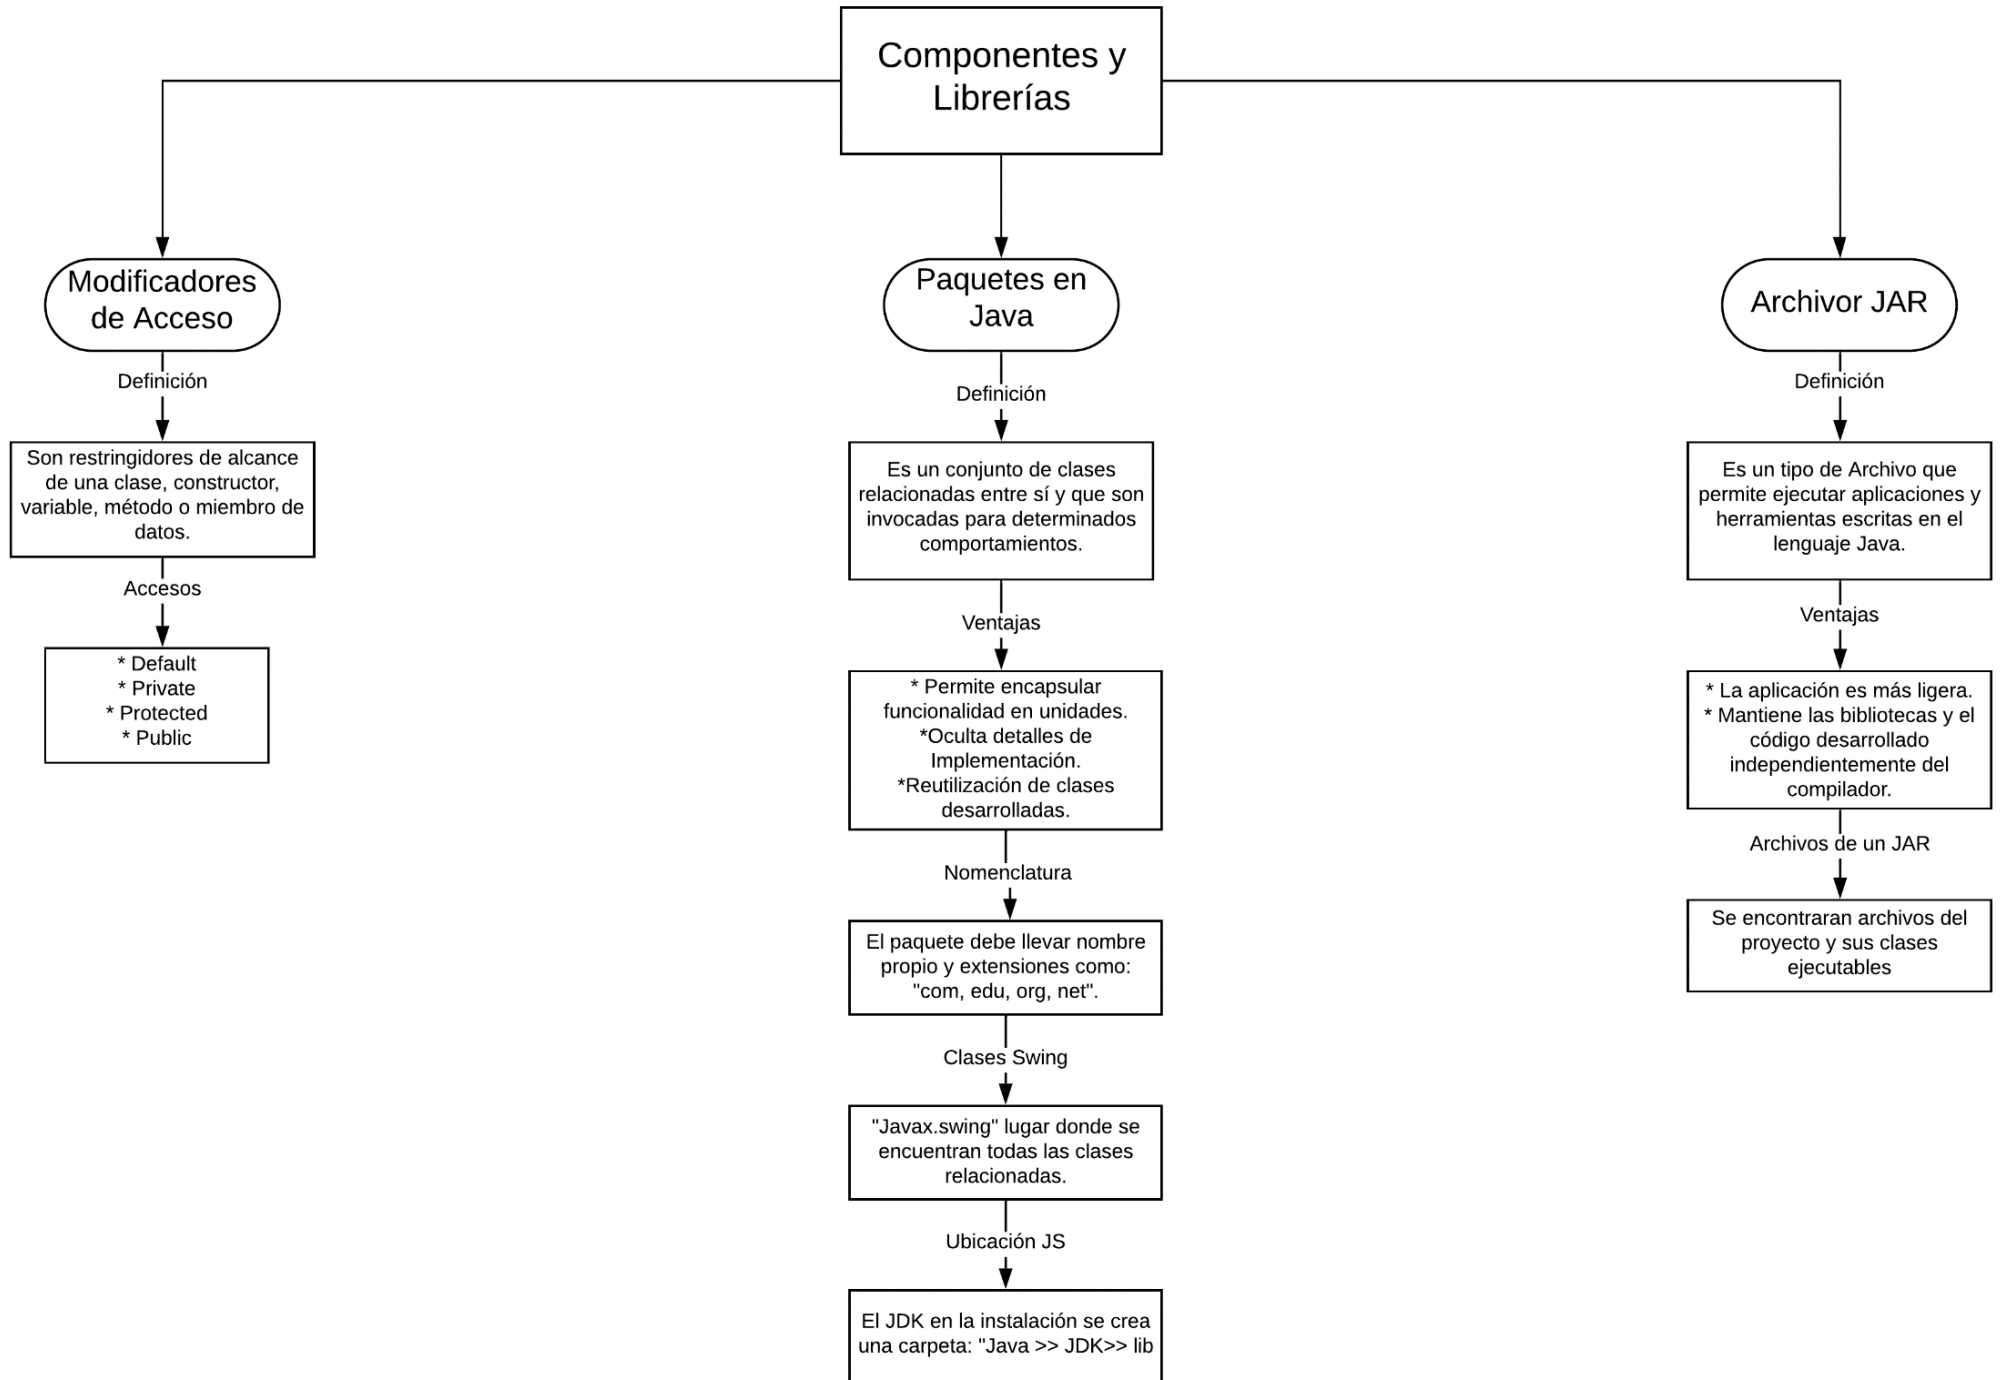 Componentes y
Librerías
Modificadores
de Acceso
Definición
Son restringidores de alcance
de una clase, constructor,
variable, método o miembro de
datos.
Accesos
* Default
* Private
* Protected
* Public
Paquetes en
Java
Definición
Es un conjunto de clases
relacionadas entre sí y que son
invocadas para determinados
comportamientos.
Ventajas
* Permite encapsular
funcionalidad en unidades.
*Oculta detalles de
Implementación.
*Reutilización de clases
desarrolladas.
Nomenclatura
El paquete debe llevar nombre
propio y extensiones como:
"com, edu, org, net".
Clases Swing
"Javax.swing" lugar donde se
encuentran todas las clases
relacionadas.
Ubicación JS
El JDK en la instalación se crea
una carpeta: "Java >> JDK>> lib
Archivor JAR
Definición
Es un tipo de Archivo que
permite ejecutar aplicaciones y
herramientas escritas en el
lenguaje Java.
Ventajas
* La aplicación es más ligera.
* Mantiene las bibliotecas y el
código desarrollado
independientemente del
compilador.
Archivos de un JAR
Se encontraran archivos del
proyecto y sus clases
ejecutables